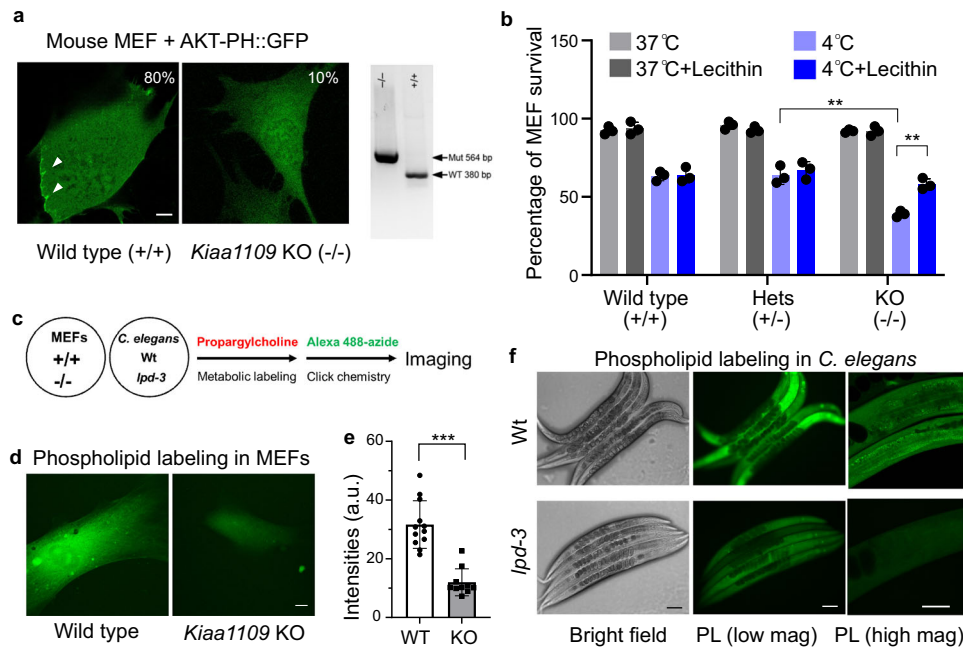 a
Mouse MEF + AKT-PH::GFP
80%
10%
-/-
+/+
Mut 564 bp
WT 380 bp
Wild type (+/+)
Kiaa1109 KO (-/-)
b
Percentage of MEF survival
150
100
50
0
37℃
37℃+Lecithin
4℃
4℃+Lecithin
**
**
Wild type
(+/+)
Hets
(+/-)
KO
(-/-)
c
MEFs
+/+
-/-
C. elegans
Wt
lpd-3
Propargylcholine
Metabolic labeling
Alexa 488-azide
Click chemistry
Imaging
d
Phospholipid labeling in MEFs
Wild type
Kiaa1109 KO
e
Intensities (a.u.)
60
40
20
0
***
WT
KO
f
Phospholipid labeling in C. elegans
Wt
lpd-3
Bright field
PL (low mag)
PL (high mag)